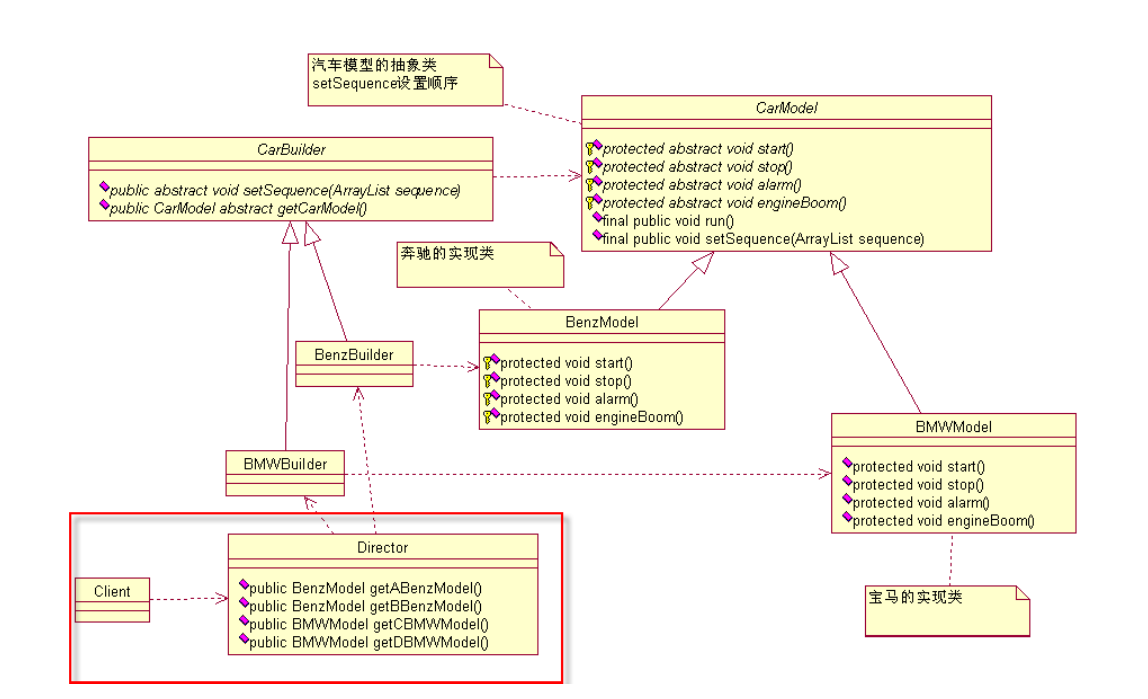 汽车模型的抽象类
setSequence设置顺序
CarModel
protected abstract void start()
protected abstract void stop()
protected abstract void alarm()
protected abstract void engineBoom()
final public void run()
final public void setSequence(ArrayList sequence)
CarBuilder
public abstract void setSequence(ArrayList sequence)
public CarModel abstract getCarModel()
奔驰的实现类
BenzModel
protected void start()
protected void stop()
protected void alarm()
protected void engineBoom()
BenzBuilder
BMWModel
protected void start()
protected void stop()
protected void alarm()
protected void engineBoom()
BMWBuilder
Director
public BenzModel getABenzModel()
public BenzModel getBBenzModel()
public BMWModel getCBMWModel()
public BMWModel getDBMWModel()
Client
宝马的实现类